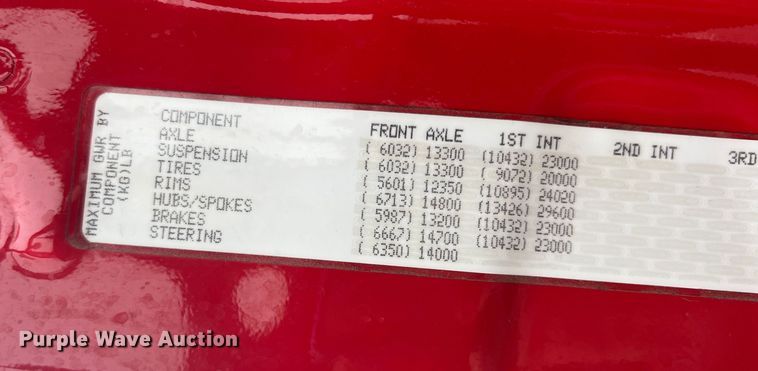 MAXIMUM GWR BY
COMPONENT
(KG)LB
COMPONENT FRONT AXLE 1ST INT 2ND INT 3RD
AXLE ( 6032) 13300 (10432) 23000
SUSPENSION ( 6032) 13300 ( 9072) 20000
TIRES ( 5601) 12350 (10895) 24020
RIMS ( 6713) 14800 (13426) 29600
HUBS/SPOKES ( 5987) 13200 (10432) 23000
BRAKES ( 6667) 14700 (10432) 23000
STEERING ( 6350) 14000
Purple Wave Auction